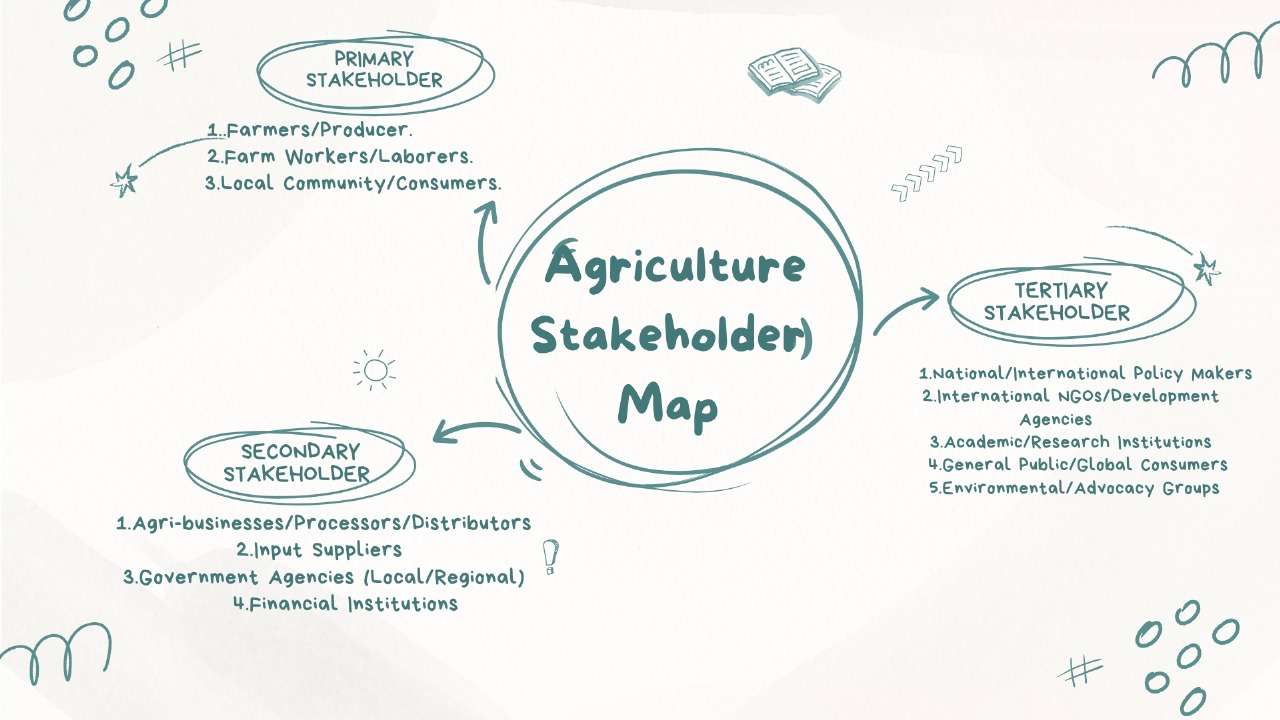 PRIMARY
STAKEHOLDER
1..Farmers/Producer.
2.Farm Workers/Laborers.
3.Local Community/Consumers.
Agriculture
Stakeholder)
Map
TERTIARY
STAKEHOLDER
1.National/International Policy Makers
2.International NGOs/Development
Agencies
3.Academic/Research Institutions
4.General Public/Global Consumers
5.Environmental/Advocacy Groups
SECONDARY
STAKEHOLDER
1.Agri-businesses/Processors/Distributors
2.Input Suppliers
3.Government Agencies (Local/Regional)
4.Financial Institutions